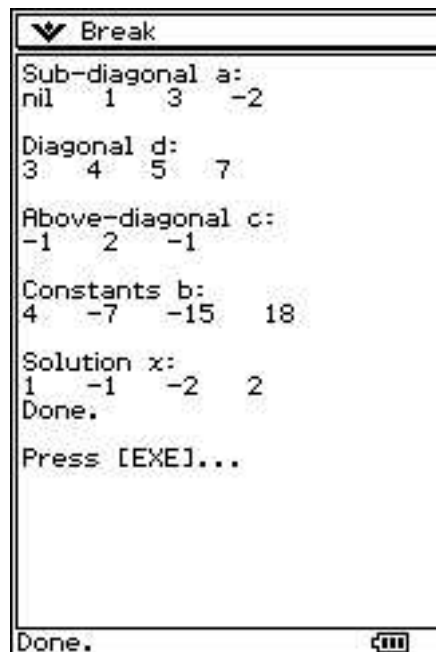 Break
Sub-diagonal a:
nil 1 3 -2
Diagonal d:
3 4 5 7
Above-diagonal c:
-1 2 -1
Constants b:
4 -7 -15 18
Solution x:
1 -1 -2 2
Done.
Press [EXE]...
Done.